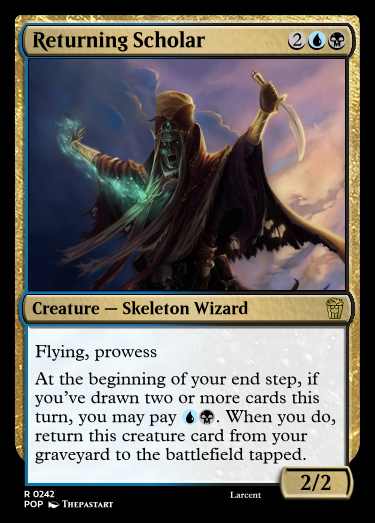 Returning Scholar 2
Creature — Skeleton Wizard
Flying, prowess
At the beginning of your end step, if
you've drawn two or more cards this
turn, you may pay. When you do,
return this creature card from your
graveyard to the battlefield tapped.
2/2
R 0242
POP Thepastart
Larcent